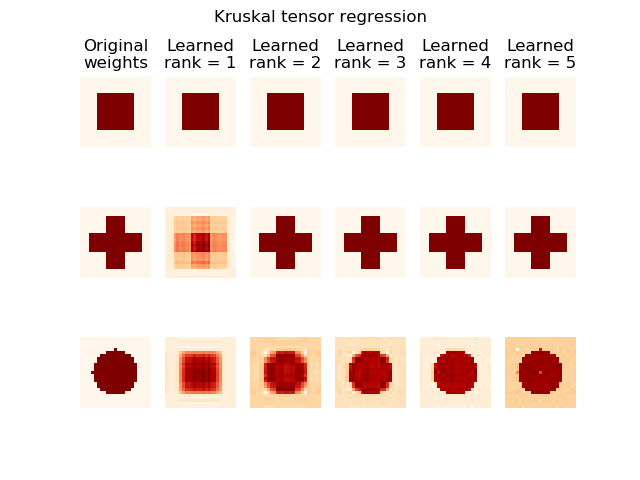 Kruskal tensor regression
Original weights
Learned rank = 1
Learned rank = 2
Learned rank = 3
Learned rank = 4
Learned rank = 5